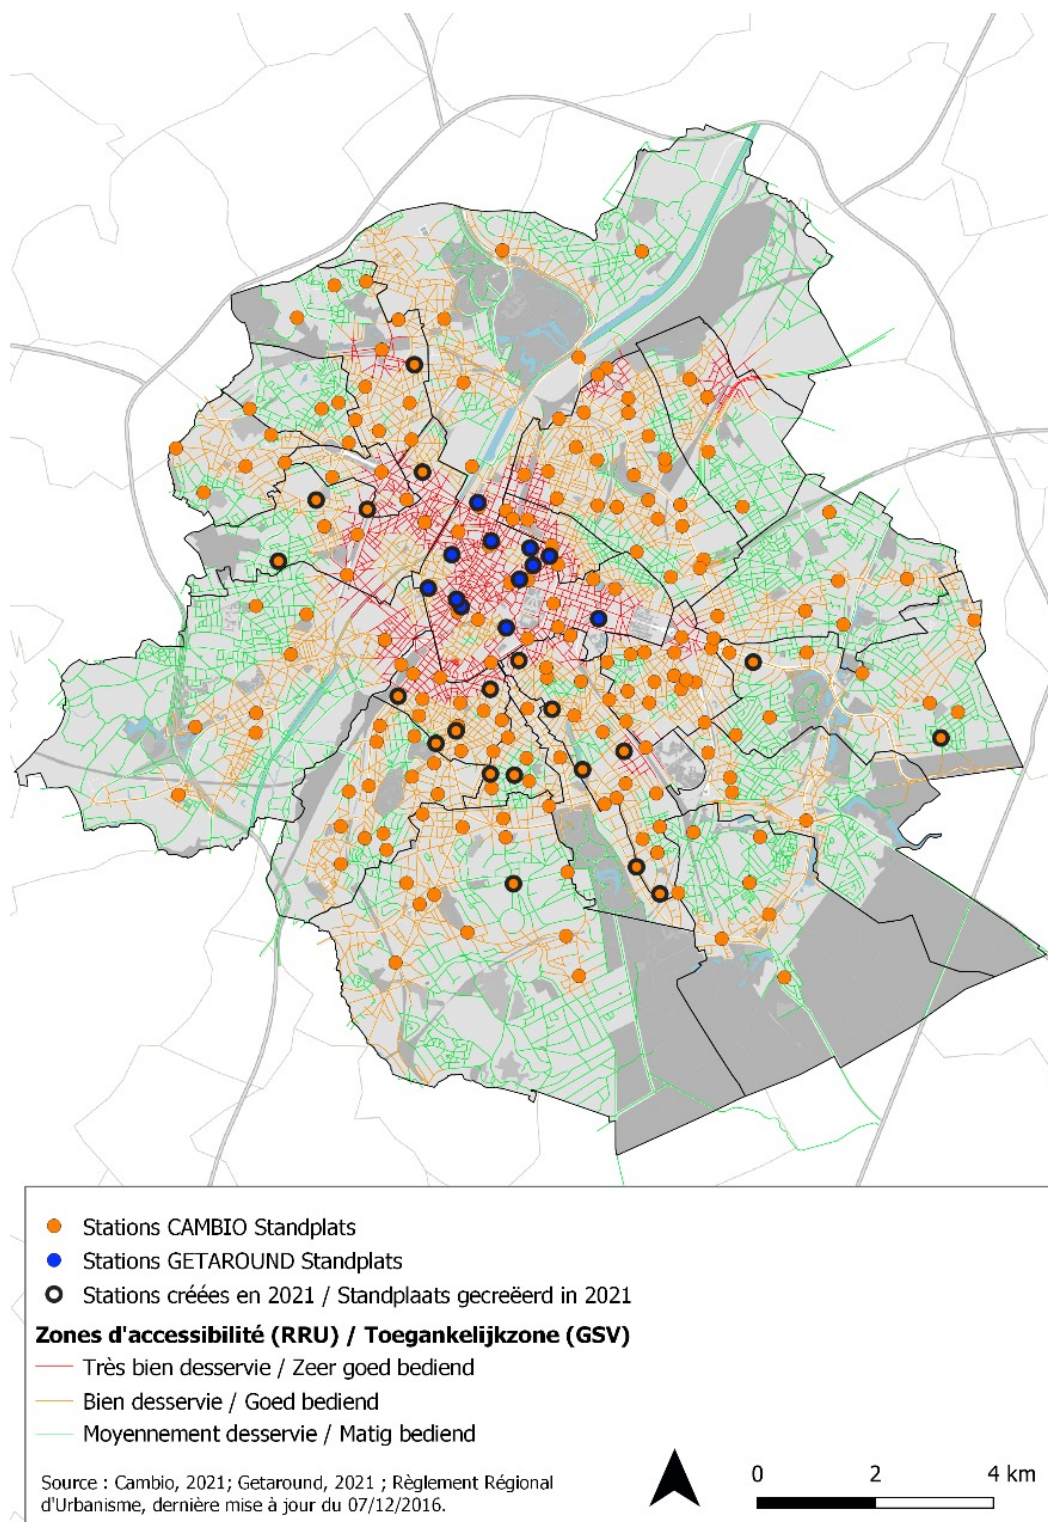 Stations CAMBIO Standplats
Stations GETAROUND Standplats
Stations créées en 2021 / Standplaats gecreëerd in 2021
Zones d'accessibilité (RRU) / Toegankelijkzone (GSV)
Très bien desservie / Zeer goed bediend
Bien desservie / Goed bediend
Moyennement desservie / Matig bediend
Source : Cambio, 2021; Getaround, 2021 ; Règlement Régional
d'Urbanisme, dernière mise à jour du 07/12/2016.
0 2 4 km